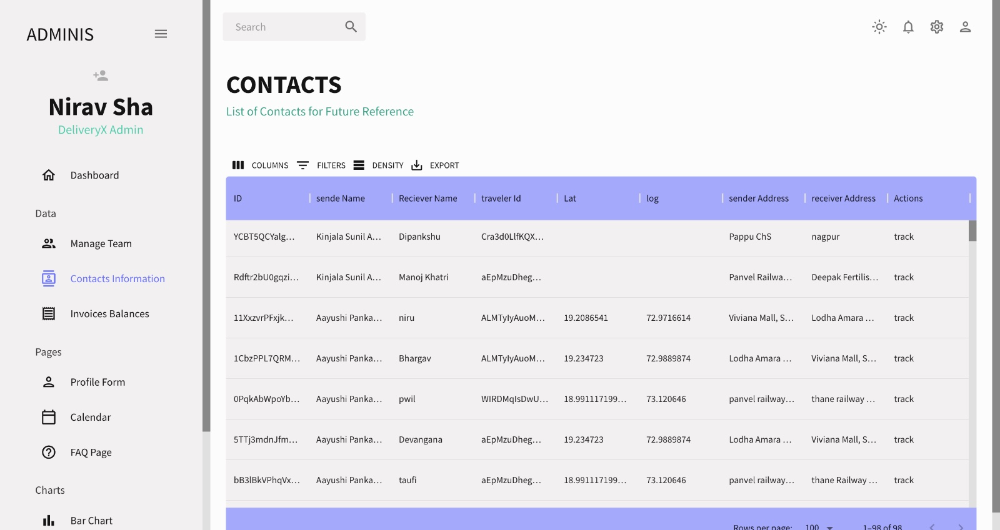 ADMINIS
Nirav Sha
DeliveryX Admin
Dashboard
Data
Manage Team
Contacts Information
Invoices Balances
Pages
Profile Form
Calendar
FAQ Page
Charts
Bar Chart
Search
CONTACTS
List of Contacts for Future Reference
COLUMNS FILTERS DENSITY EXPORT
ID sende Name Reciever Name traveler Id Lat log sender Address receiver Address Actions
YCBT5QCYalg... Kinjala Sunil A... Dipankshu Cra3d0LlfKQX... Pappu ChS nagpur track
Rdftr2bU0gqzi... Kinjala Sunil A... Manoj Khatri aEpMzuDheg... Panvel Railwa... Deepak Fertilis... track
11XxzvrPFxjk... Aayushi Panka... niru ALMTyIyAuoM... 19.2086541 72.9716614 Viviana Mall, S... Lodha Amara ... track
1CbzPPL7QRM... Aayushi Panka... Bhargav ALMTyIyAuoM... 19.234723 72.9889874 Lodha Amara ... Viviana Mall, S... track
0PqkAbWpoYb... Aayushi Panka... pwil WIRDMqIsDwU... 18.991117199... 73.120646 panvel railway... thane railway ... track
5TTj3mdnJfm... Aayushi Panka... Devangana aEpMzuDheg... 19.234723 72.9889874 Lodha Amara ... Viviana Mall, S... track
bB3lBkVPhqVx... Aayushi Panka... taufi aEpMzuDheg... 18.991117199... 73.120646 panvel railway... thane Railway ... track
Rows per page: 100 1–98 of 98